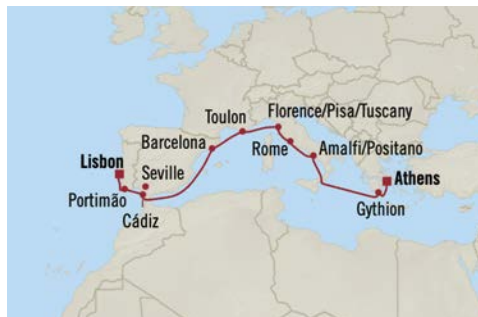 Toulon
Florence/Pisa/Tuscany
Barcelona
Rome
Amalfi/Positano
Lisbon
Seville
Athens
Portimão
Gythion
Cádiz